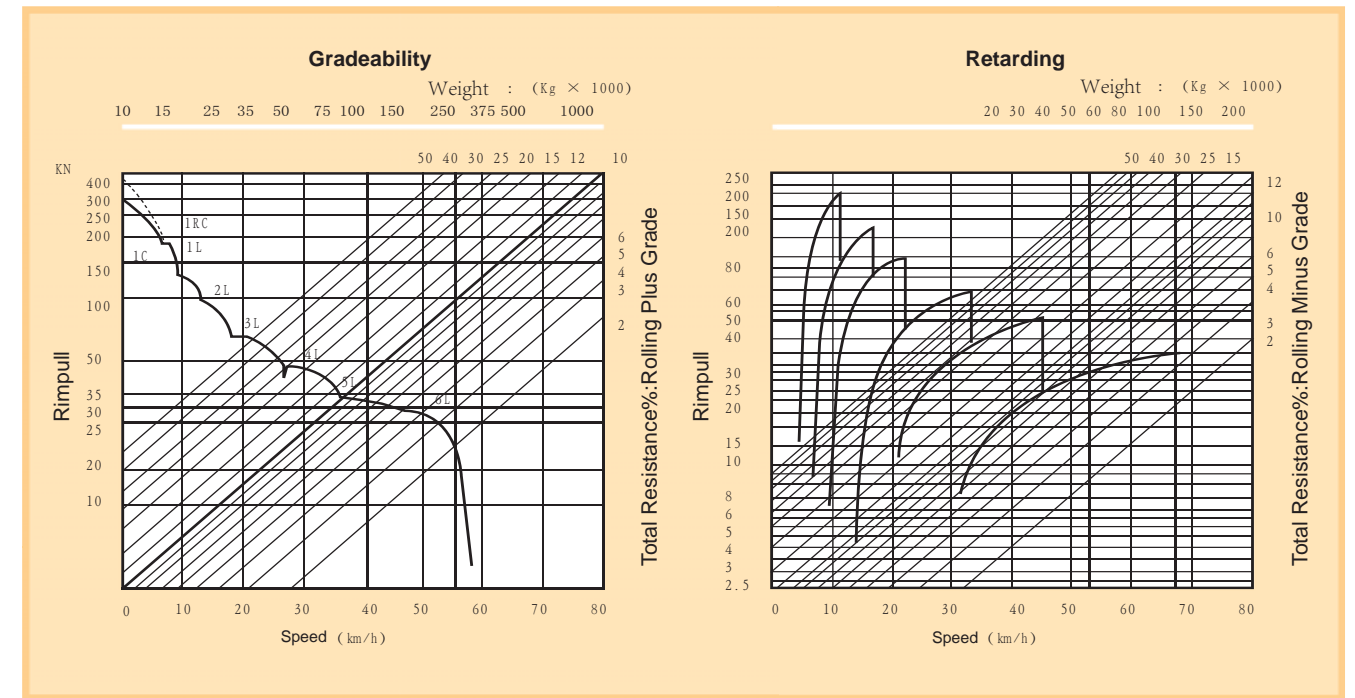 Gradeability
Weight : (Kg × 1000)
10 15 25 35 50 75 100 150 250 375 500 1000
50 40 30 25 20 15 12 10
KN
400
300
250
200
150
100
50
35
30
25
20
10
1RC
1L
1C
2L
3L
4L
5L
6L
6
5
4
3
2
Rimpull
Total Resistance%:Rolling Plus Grade
0 10 20 30 40 50 60 70 80
Speed (km/h)
Retarding
Weight : (Kg × 1000)
20 30 40 50 60 80 100 150 200
50 40 30 25 15
250
200
150
200
80
60
50
40
30
25
20
15
10
8
6
5
4
3
2.5
12
10
6
5
4
3
2
Rimpull
Total Resistance%:Rolling Minus Grade
0 10 20 30 40 50 60 70 80
Speed (km/h)